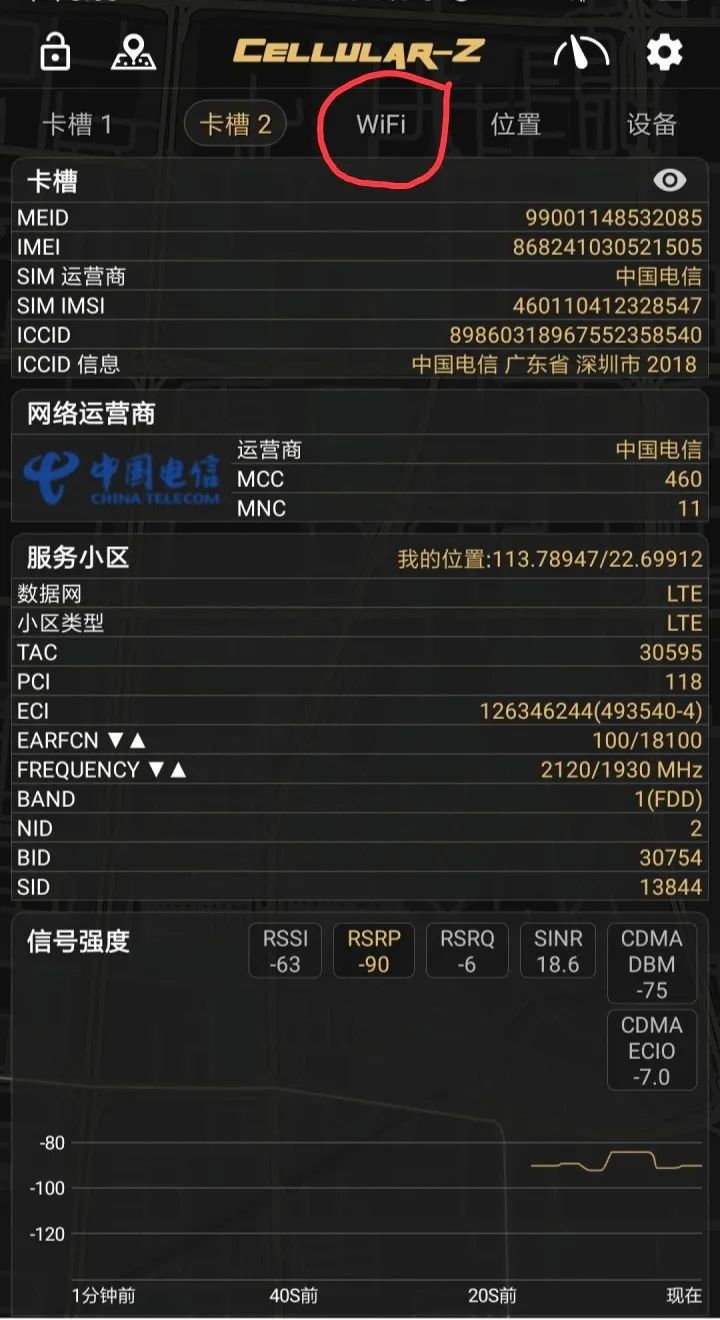 CELLULAR-Z
卡槽 1 卡槽 2 WiFi 位置 设备
卡槽
MEID 99001148532085
IMEI 868241030521505
SIM 运营商 中国电信
SIM IMSI 460110412328547
ICCID 89860318967552358540
ICCID 信息 中国电信 广东省 深圳市 2018
网络运营商
中国电信
CHINA TELECOM
运营商 中国电信
MCC 460
MNC 11
服务小区 我的位置:113.78947/22.69912
数据网 LTE
小区类型 LTE
TAC 30595
PCI 118
ECI 126346244(493540-4)
EARFCN ▼▲ 100/18100
FREQUENCY ▼▲ 2120/1930 MHz
BAND 1(FDD)
NID 2
BID 30754
SID 13844
信号强度
RSSI
-63
RSRP
-90
RSRQ
-6
SINR
18.6
CDMA
DBM
-75
CDMA
ECIO
-7.0
-80
-100
-120
1分钟前 40S前 20S前 现在